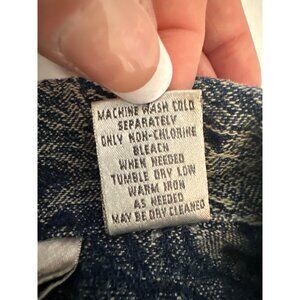 MACHINE WASH COLD
SEPARATELY
ONLY NON-CHLORINE
BLEACH
WHEN NEEDED
TUMBLE DRY LOW
WARM IRON
AS NEEDED
MAY BE DRY CLEANED